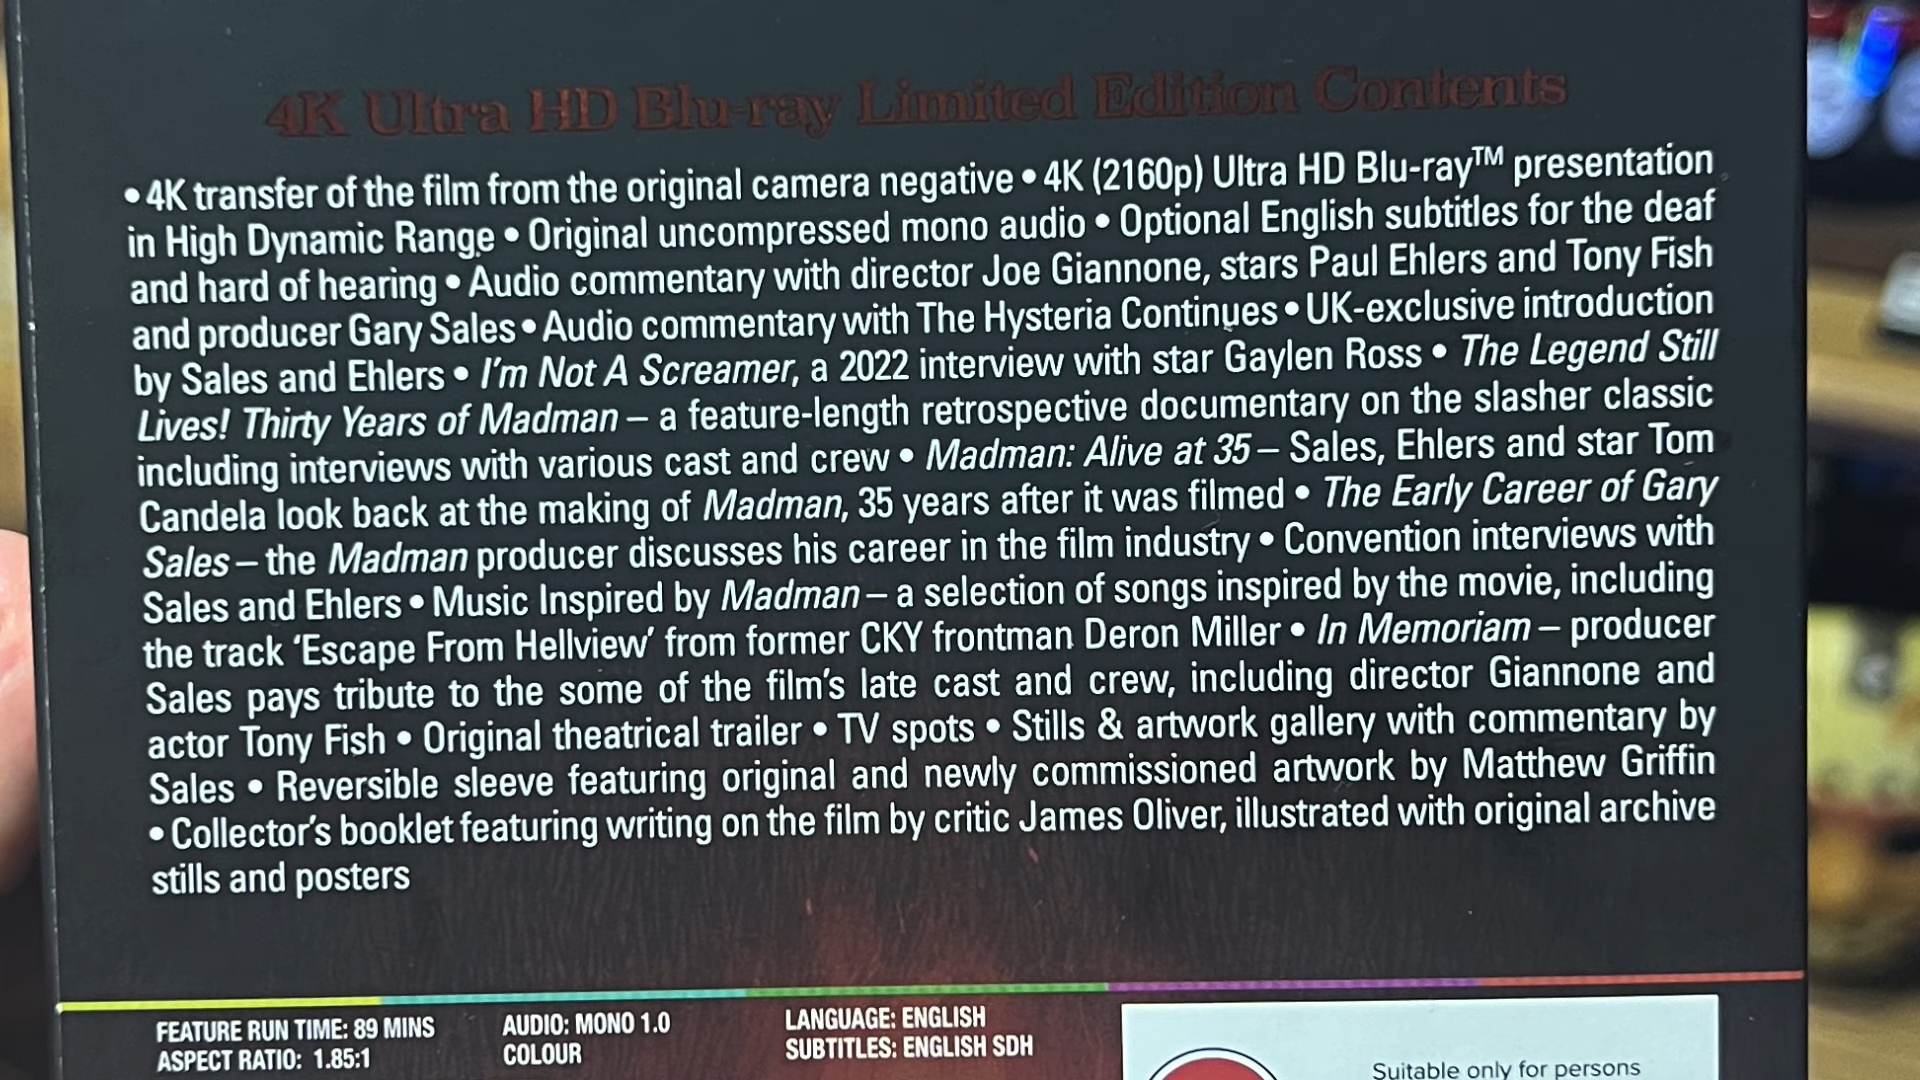 4K Ultra HD Blu-ray Limited Edition Contents
• 4K transfer of the film from the original camera negative • 4K (2160p) Ultra HD Blu-ray™ presentation
in High Dynamic Range • Original uncompressed mono audio • Optional English subtitles for the deaf
and hard of hearing • Audio commentary with director Joe Giannone, stars Paul Ehlers and Tony Fish
and producer Gary Sales • Audio commentary with The Hysteria Continues • UK-exclusive introduction
by Sales and Ehlers • I'm Not A Screamer, a 2022 interview with star Gaylen Ross • The Legend Still
Lives! Thirty Years of Madman – a feature-length retrospective documentary on the slasher classic
including interviews with various cast and crew • Madman: Alive at 35 – Sales, Ehlers and star Tom
Candela look back at the making of Madman, 35 years after it was filmed • The Early Career of Gary
Sales – the Madman producer discusses his career in the film industry • Convention interviews with
Sales and Ehlers • Music Inspired by Madman – a selection of songs inspired by the movie, including
the track ‘Escape From Hellview’ from former CKY frontman Deron Miller • In Memoriam – producer
Sales pays tribute to the some of the film's late cast and crew, including director Giannone and
actor Tony Fish • Original theatrical trailer • TV spots • Stills & artwork gallery with commentary by
Sales • Reversible sleeve featuring original and newly commissioned artwork by Matthew Griffin
• Collector's booklet featuring writing on the film by critic James Oliver, illustrated with original archive
stills and posters
FEATURE RUN TIME: 89 MINS
ASPECT RATIO: 1.85:1
AUDIO: MONO 1.0
COLOUR
LANGUAGE: ENGLISH
SUBTITLES: ENGLISH SDH
Suitable only for persons